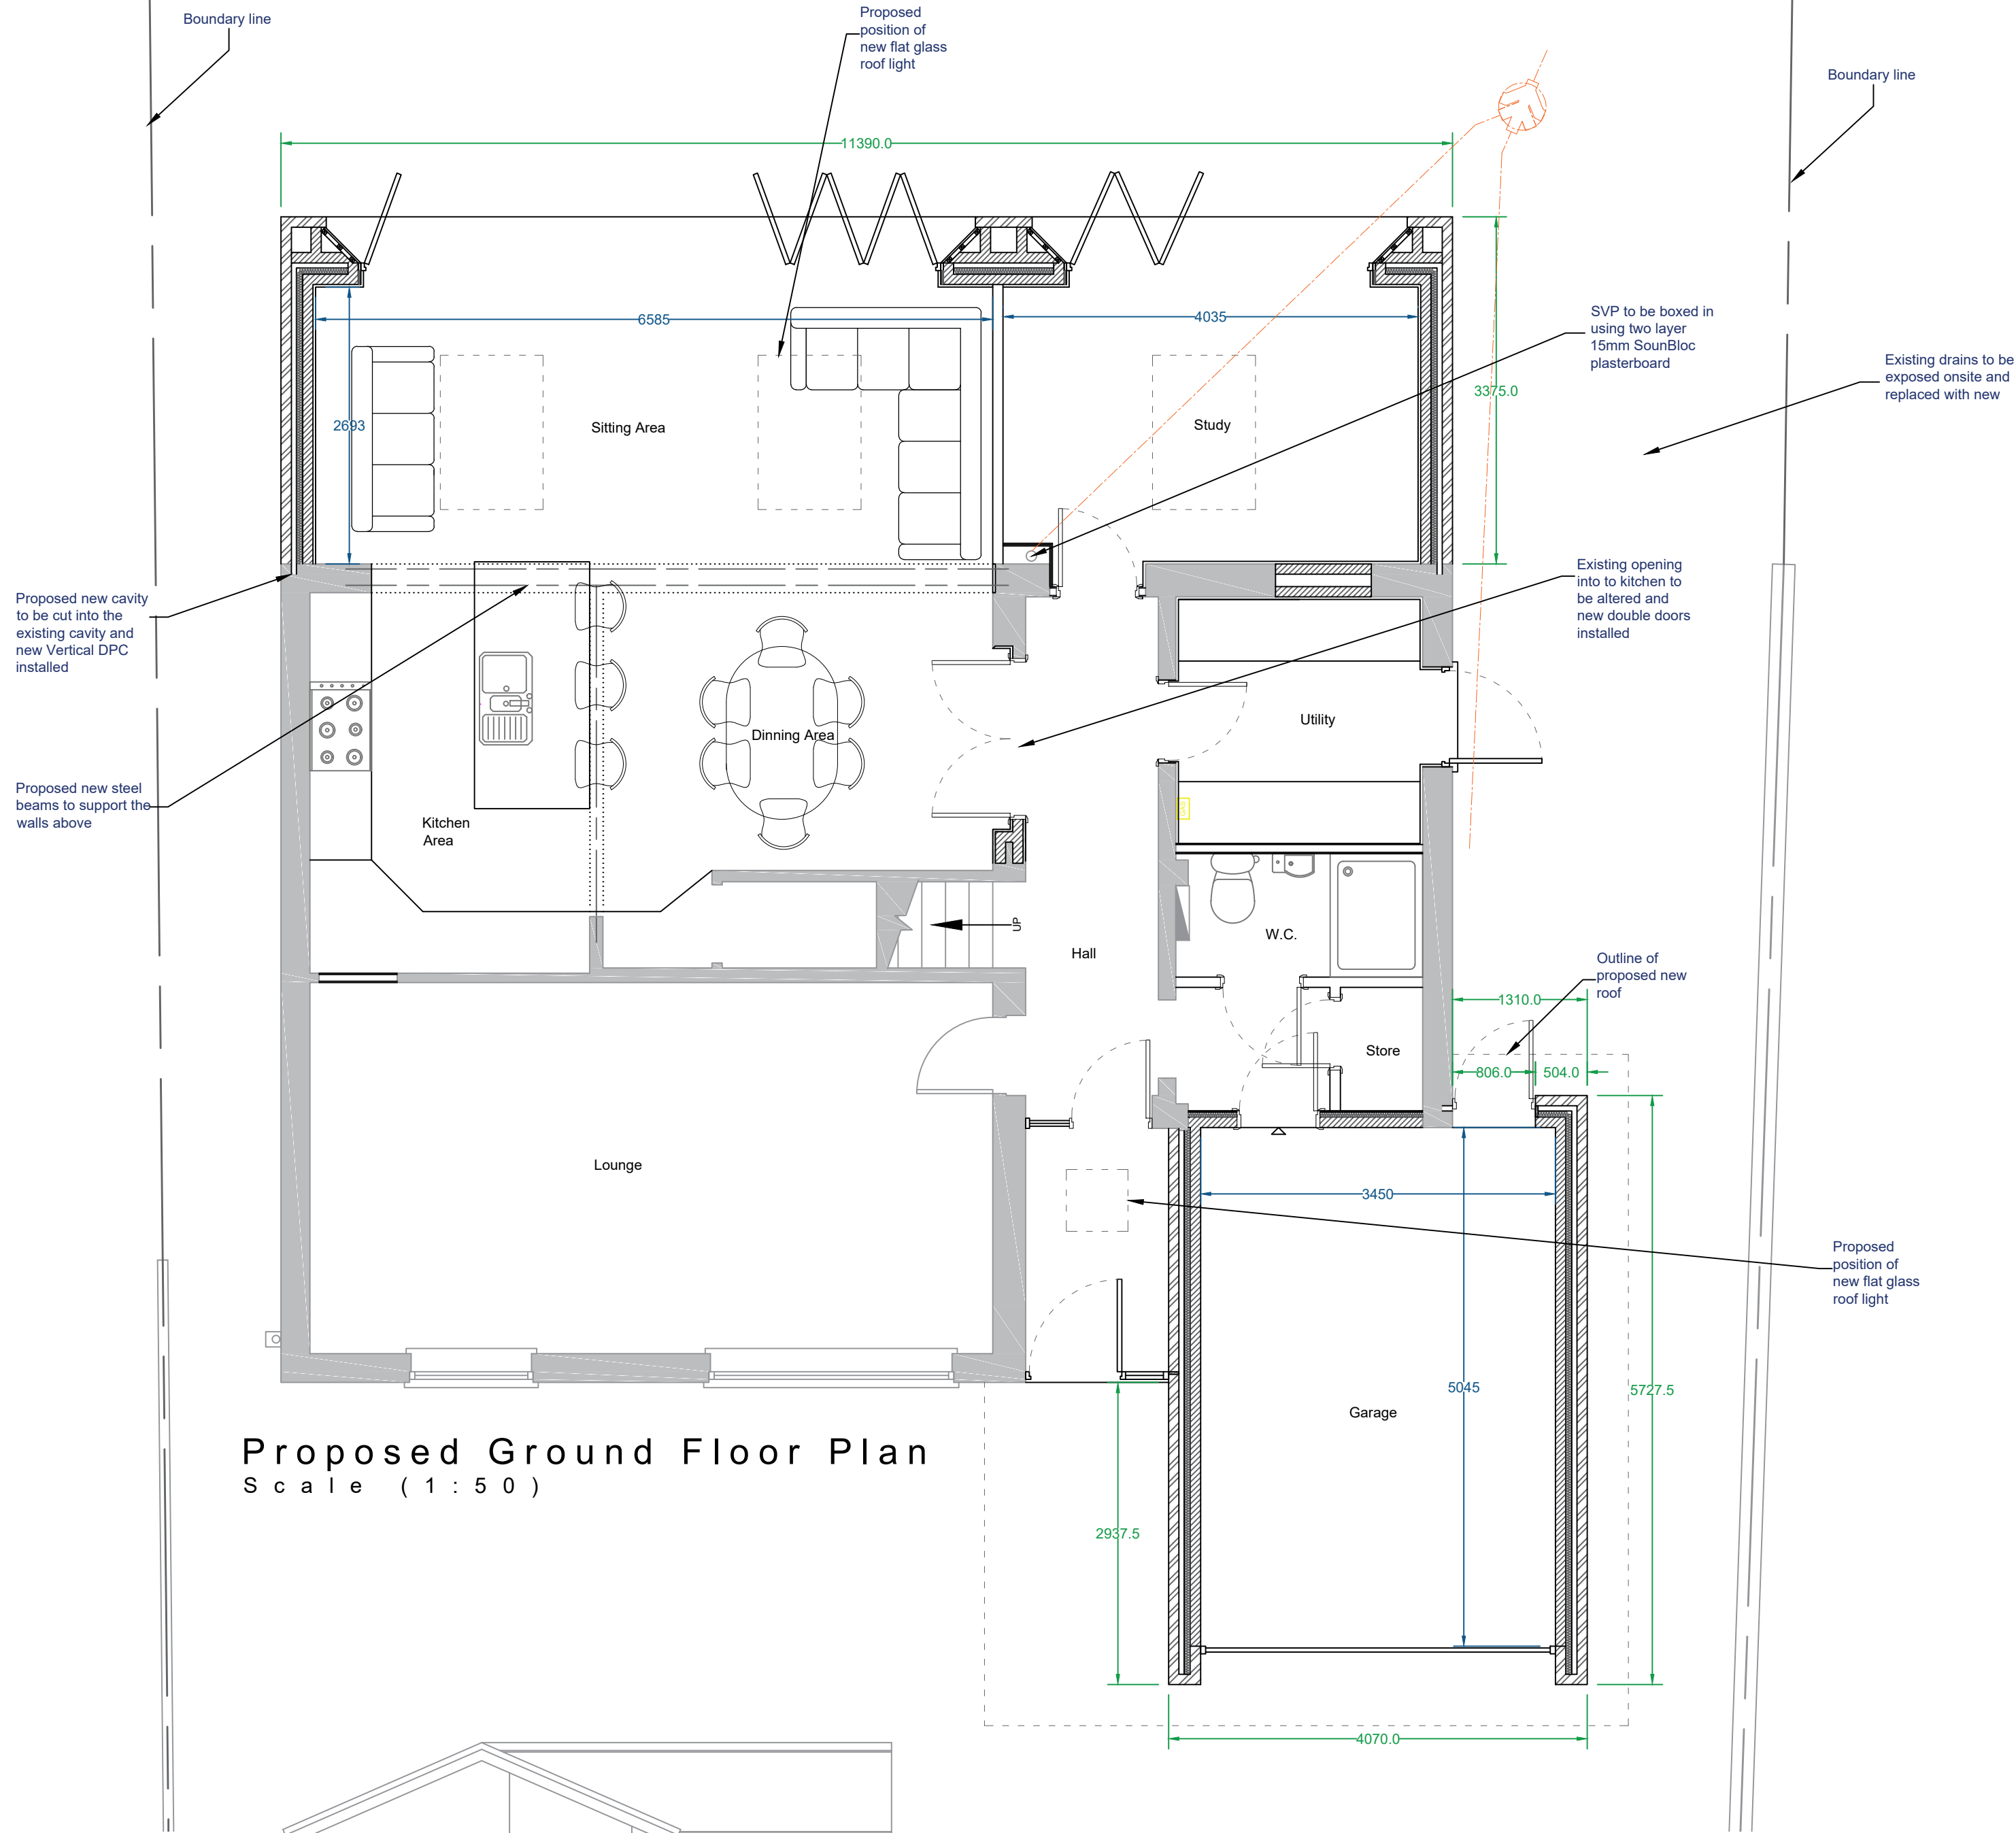 Boundary line
Proposed
position of
new flat glass
roof light
Boundary line
11390.0
6585
4035
SVP to be boxed in
using two layer
15mm SounBloc
plasterboard
Existing drains to be
exposed onsite and
replaced with new
3375.0
2693
Sitting Area
Study
Proposed new cavity
to be cut into the
existing cavity and
new Vertical DPC
installed
Existing opening
into to kitchen to
be altered and
new double doors
installed
Utility
Dinning Area
Proposed new steel
beams to support the
walls above
Kitchen
Area
UP
W.C.
Hall
Outline of
proposed new
roof
1310.0
Store
806.0
504.0
Lounge
3450
Proposed
position of
new flat glass
roof light
5045
5727.5
Garage
Proposed Ground Floor Plan
Scale (1:50)
2937.5
4070.0